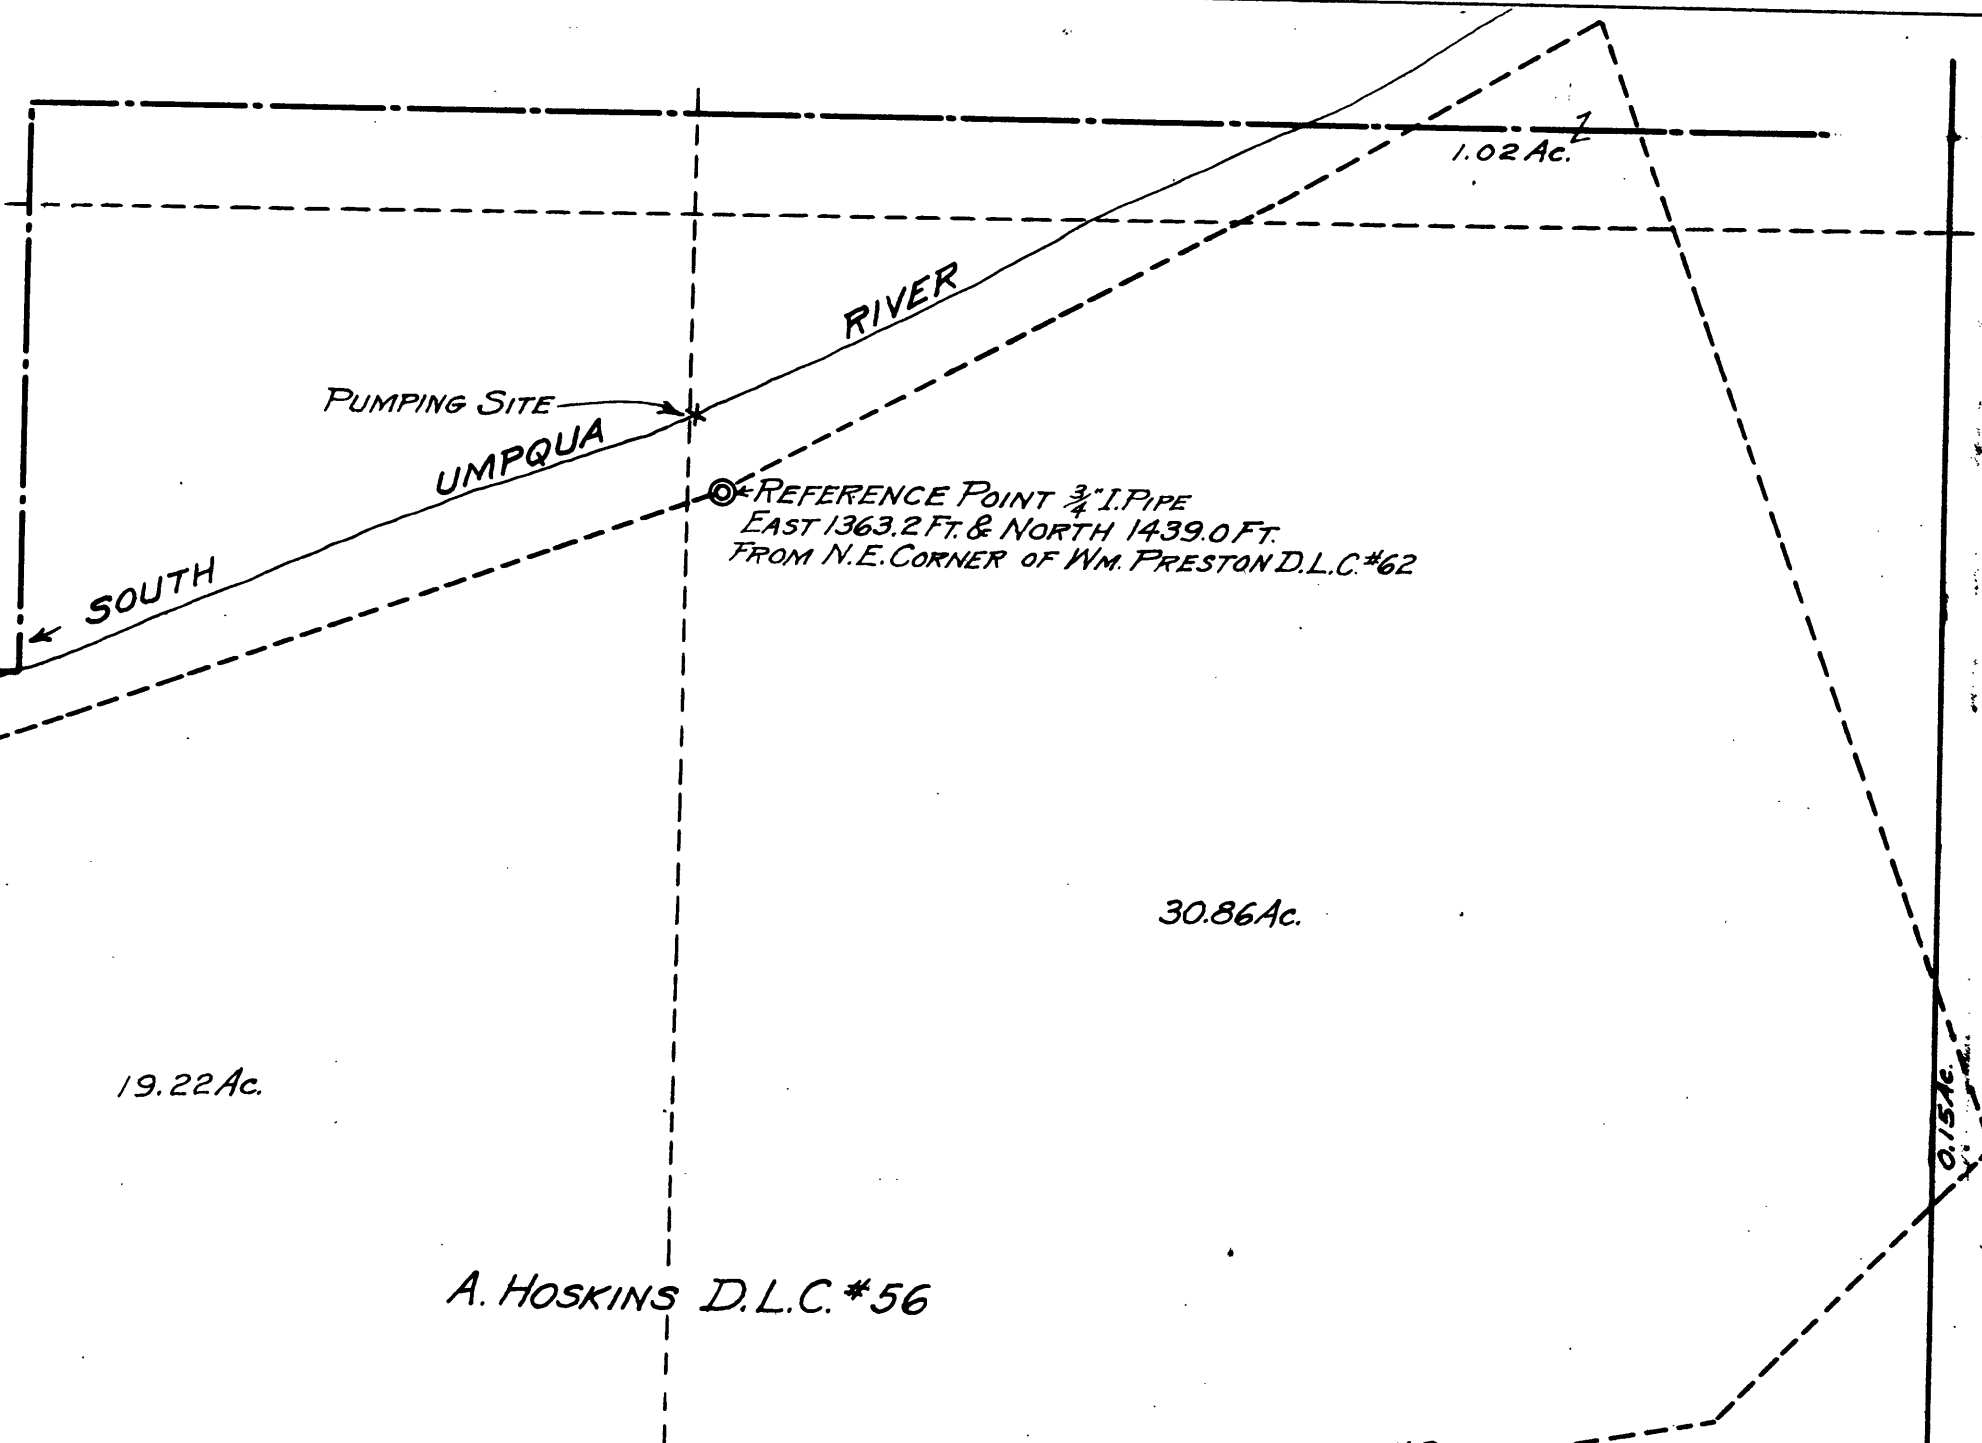 1.02 Ac.
RIVER
PUMPING SITE
UMPQUA
REFERENCE POINT 3/4" I. PIPE
EAST 1363.2 FT. & NORTH 1439.0 FT.
FROM N.E. CORNER OF WM. PRESTON D.L.C. #62
SOUTH
30.86 Ac.
19.22 Ac.
0.15 Ac.
A. HOSKINS D.L.C. #56